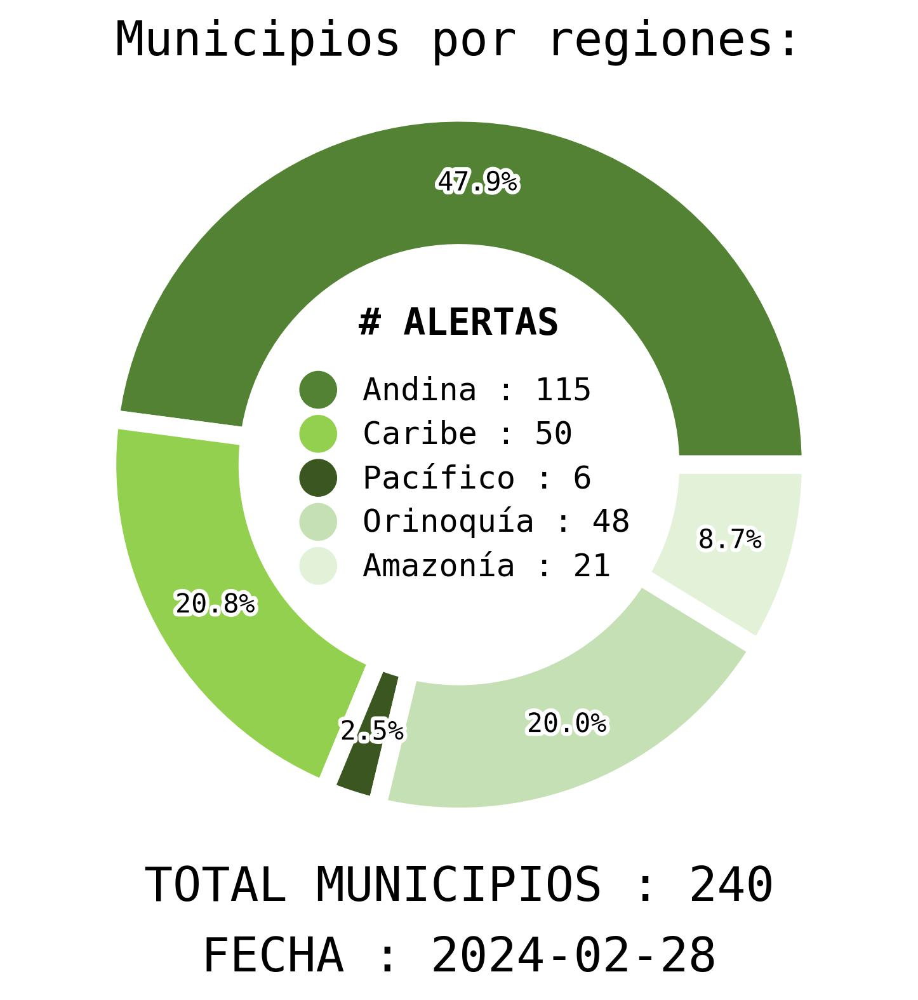 Municipios por regiones:
47.9%
# ALERTAS
Andina : 115
Caribe : 50
Pacífico : 6
Orinoquía : 48
Amazonía : 21
8.7%
20.8%
2.5%
20.0%
TOTAL MUNICIPIOS : 240
FECHA : 2024-02-28